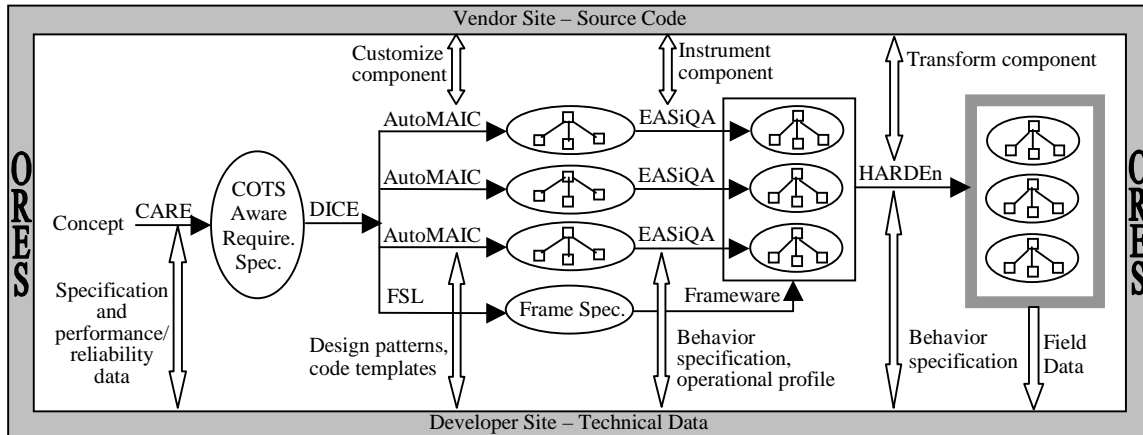 Vendor Site – Source Code
Customize
component
Instrument
component
Transform component
AutoMAIC
EASiQA
AutoMAIC
EASiQA
HARDEn
ORES
ORES
COTS
Aware
Require.
Spec.
Concept
CARE
DICE
AutoMAIC
EASiQA
FSL
Frame Spec.
Frameware
Specification
and
performance/
reliability
data
Design patterns,
code templates
Behavior
specification,
operational profile
Behavior
specification
Field
Data
Developer Site – Technical Data